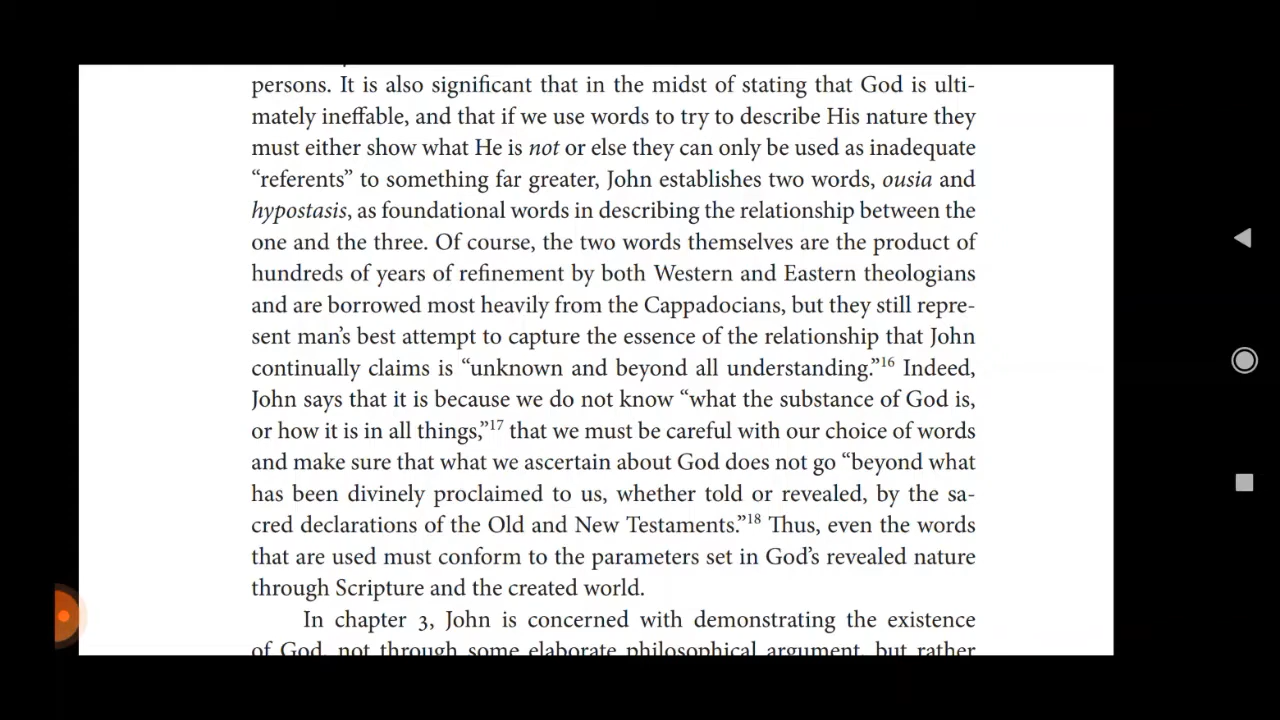 persons. It is also significant that in the midst of stating that God is ulti-
mately ineffable, and that if we use words to try to describe His nature they
must either show what He is not or else they can only be used as inadequate
“referents” to something far greater, John establishes two words, ousia and
hypostasis, as foundational words in describing the relationship between the
one and the three. Of course, the two words themselves are the product of
hundreds of years of refinement by both Western and Eastern theologians
and are borrowed most heavily from the Cappadocians, but they still repre-
sent man’s best attempt to capture the essence of the relationship that John
continually claims is “unknown and beyond all understanding.”16 Indeed,
John says that it is because we do not know “what the substance of God is,
or how it is in all things,”17 that we must be careful with our choice of words
and make sure that what we ascertain about God does not go “beyond what
has been divinely proclaimed to us, whether told or revealed, by the sa-
cred declarations of the Old and New Testaments.”18 Thus, even the words
that are used must conform to the parameters set in God’s revealed nature
through Scripture and the created world.
In chapter 3, John is concerned with demonstrating the existence
of God, not through some elaborate philosophical argument, but rather